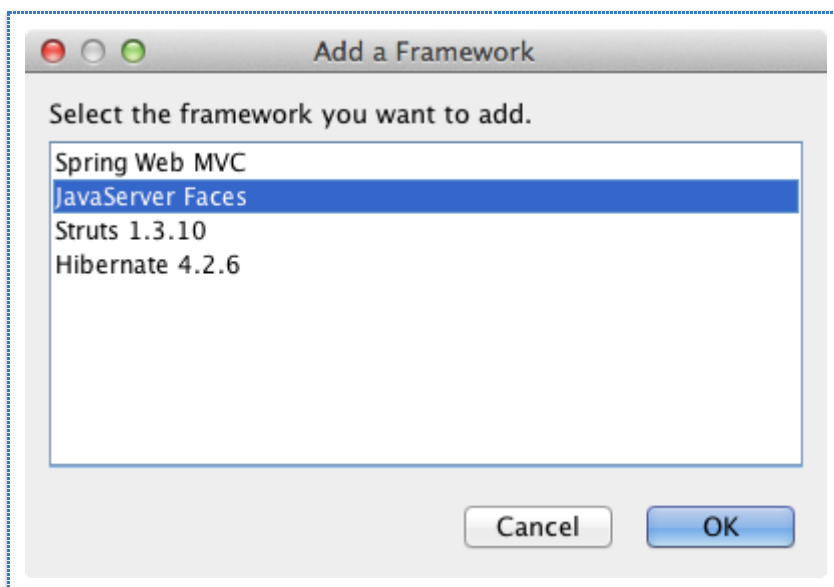 Add a Framework
Select the framework you want to add.
Spring Web MVC
JavaServer Faces
Struts 1.3.10
Hibernate 4.2.6
Cancel OK